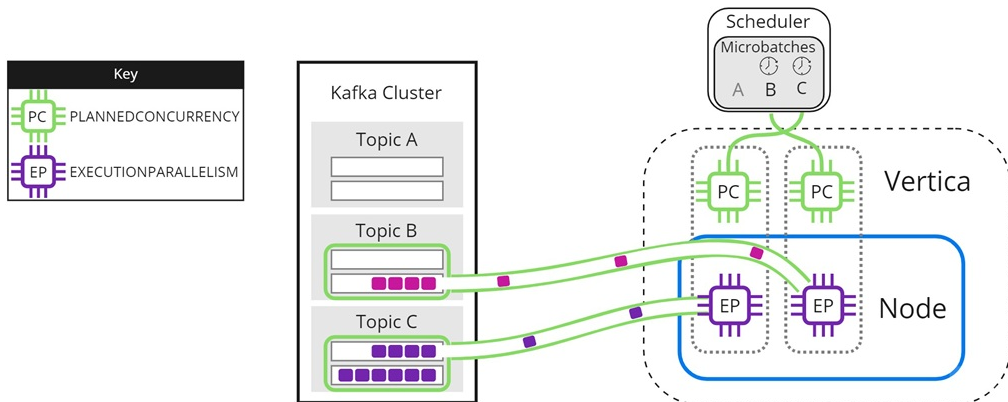 Key
PC PLANNEDCONCURRENCY
EP EXECUTIONPARALLELISM
Kafka Cluster
Topic A
Topic B
Topic C
Scheduler
Microbatches
A B C
PC PC
Vertica
EP EP
Node